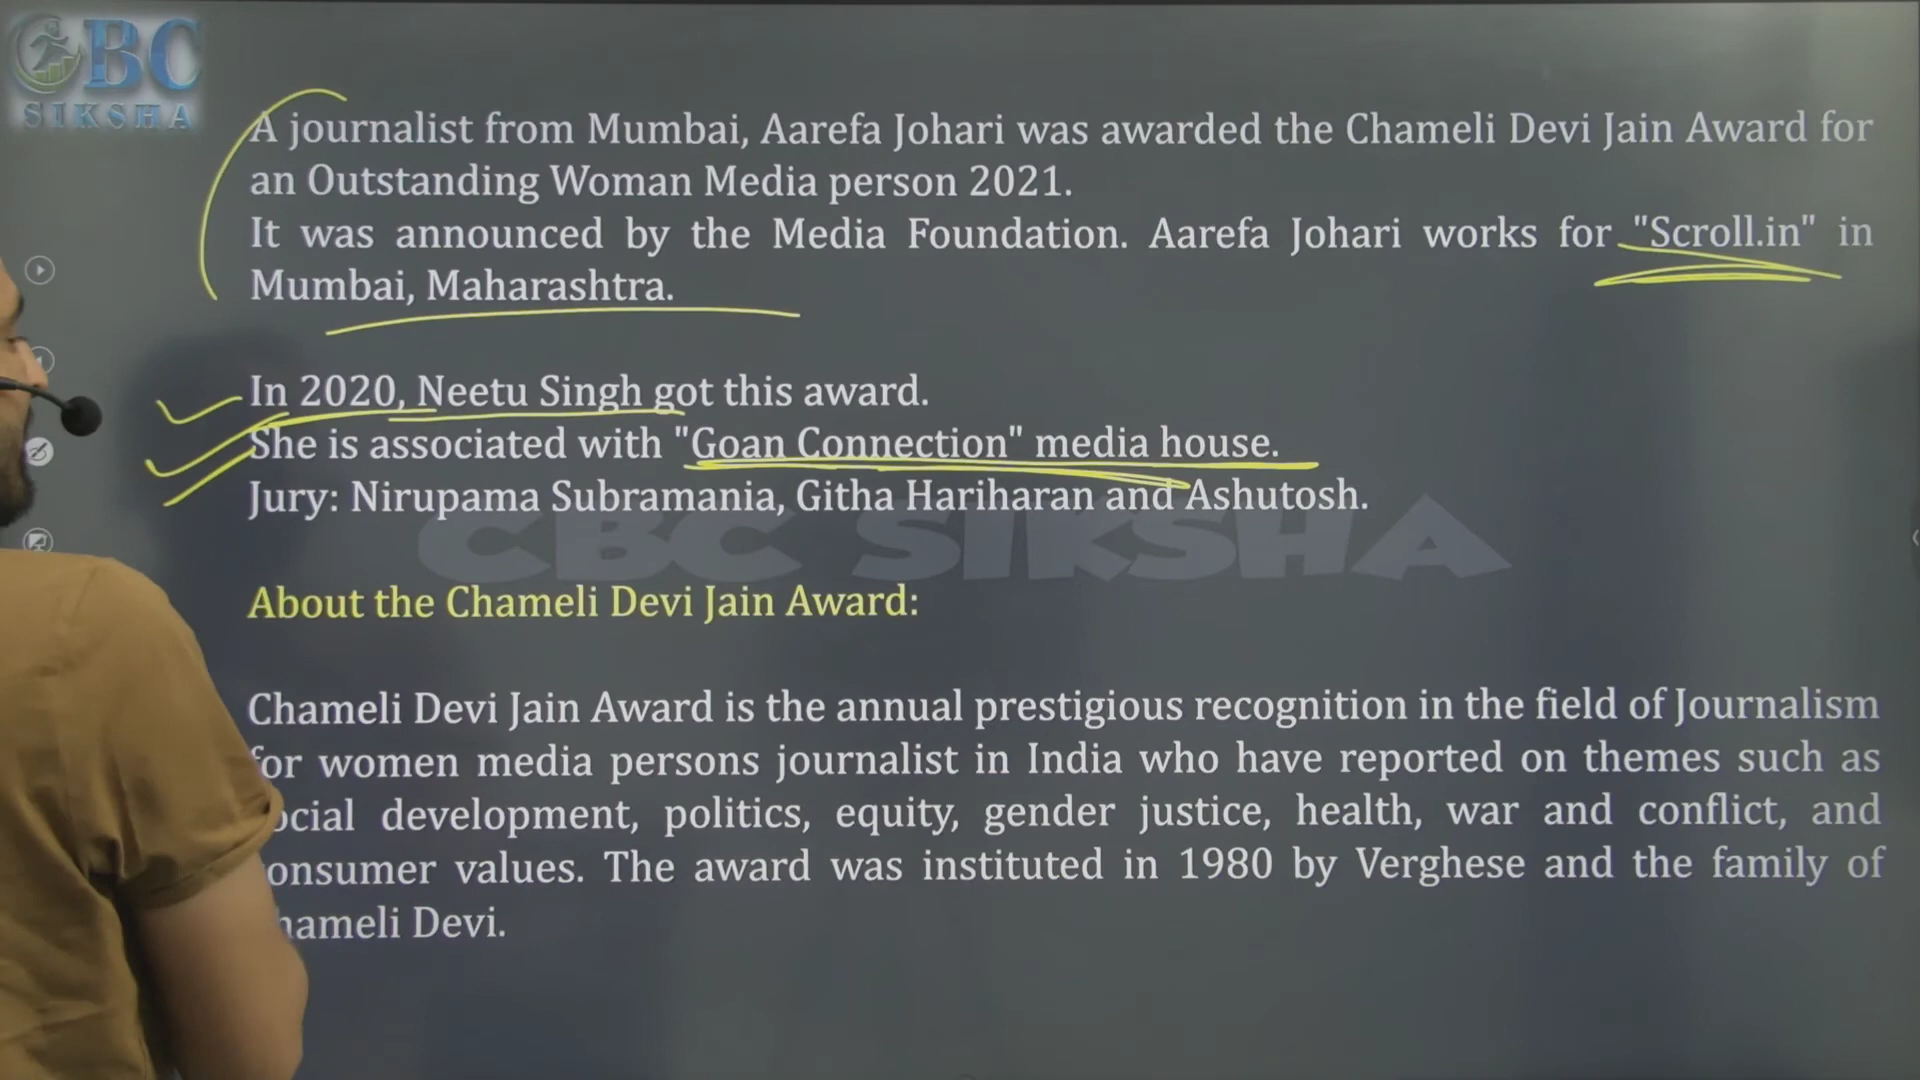 CBC
SIKSHA
A journalist from Mumbai, Aarefa Johari was awarded the Chameli Devi Jain Award for
an Outstanding Woman Media person 2021.
It was announced by the Media Foundation. Aarefa Johari works for "Scroll.in" in
Mumbai, Maharashtra.
In 2020, Neetu Singh got this award.
She is associated with "Goan Connection" media house.
Jury: Nirupama Subramania, Githa Hariharan and Ashutosh.
CBC SIKSHA
About the Chameli Devi Jain Award:
Chameli Devi Jain Award is the annual prestigious recognition in the field of Journalism
for women media persons journalist in India who have reported on themes such as
social development, politics, equity, gender justice, health, war and conflict, and
consumer values. The award was instituted in 1980 by Verghese and the family of
Chameli Devi.